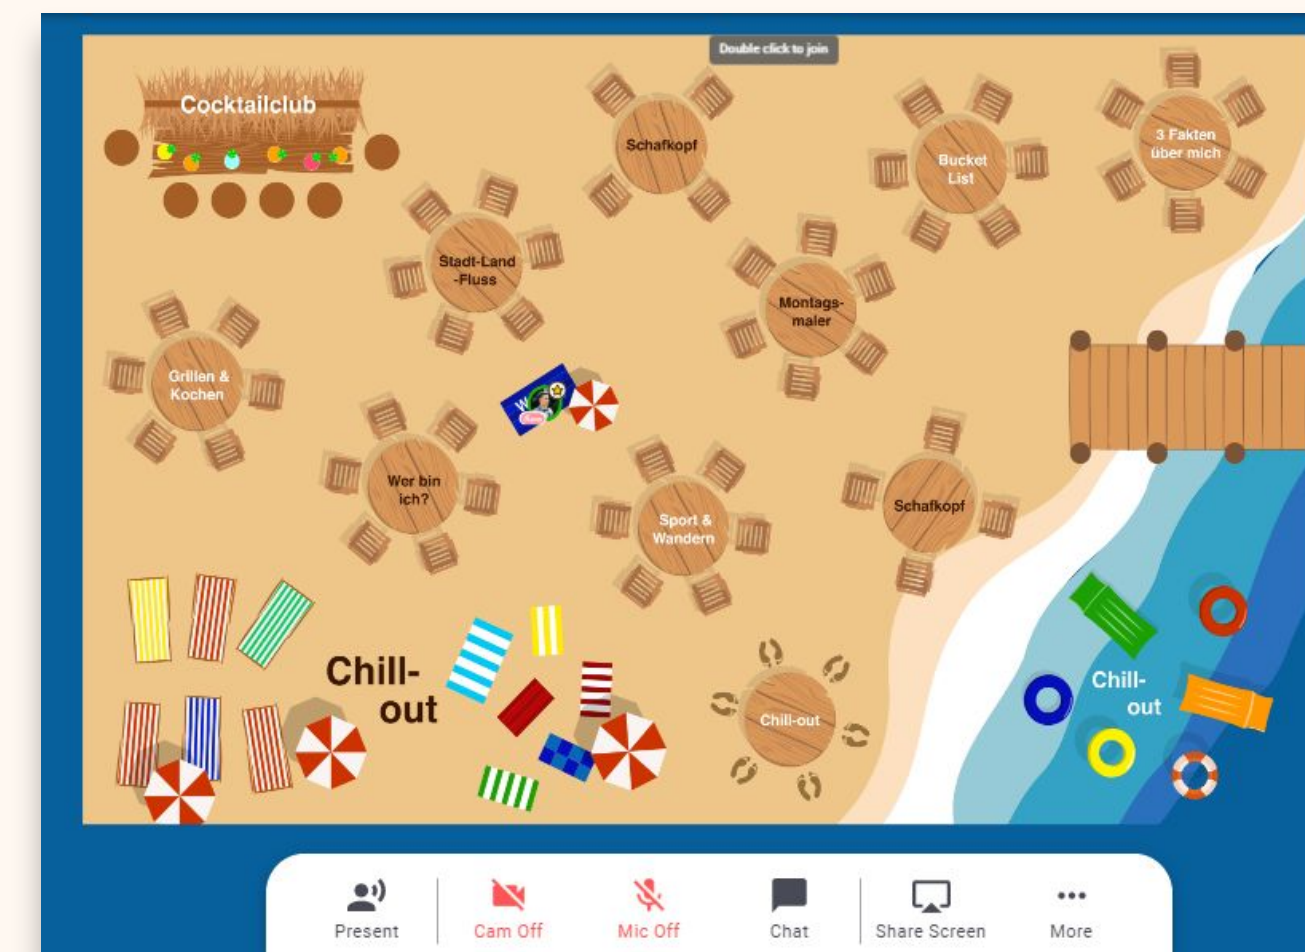 Double click to join
Cocktailclub
Schafkopf
Bucket
List
3 Fakten
über mich
Stadt-Land
-Fluss
Montags-
maler
Grillen &
Kochen
W
Wer bin
ich?
Sport &
Wandern
Schafkopf
Chill-
out
Chill-out
Chill-
out
Present
Cam Off
Mic Off
Chat
Share Screen
More